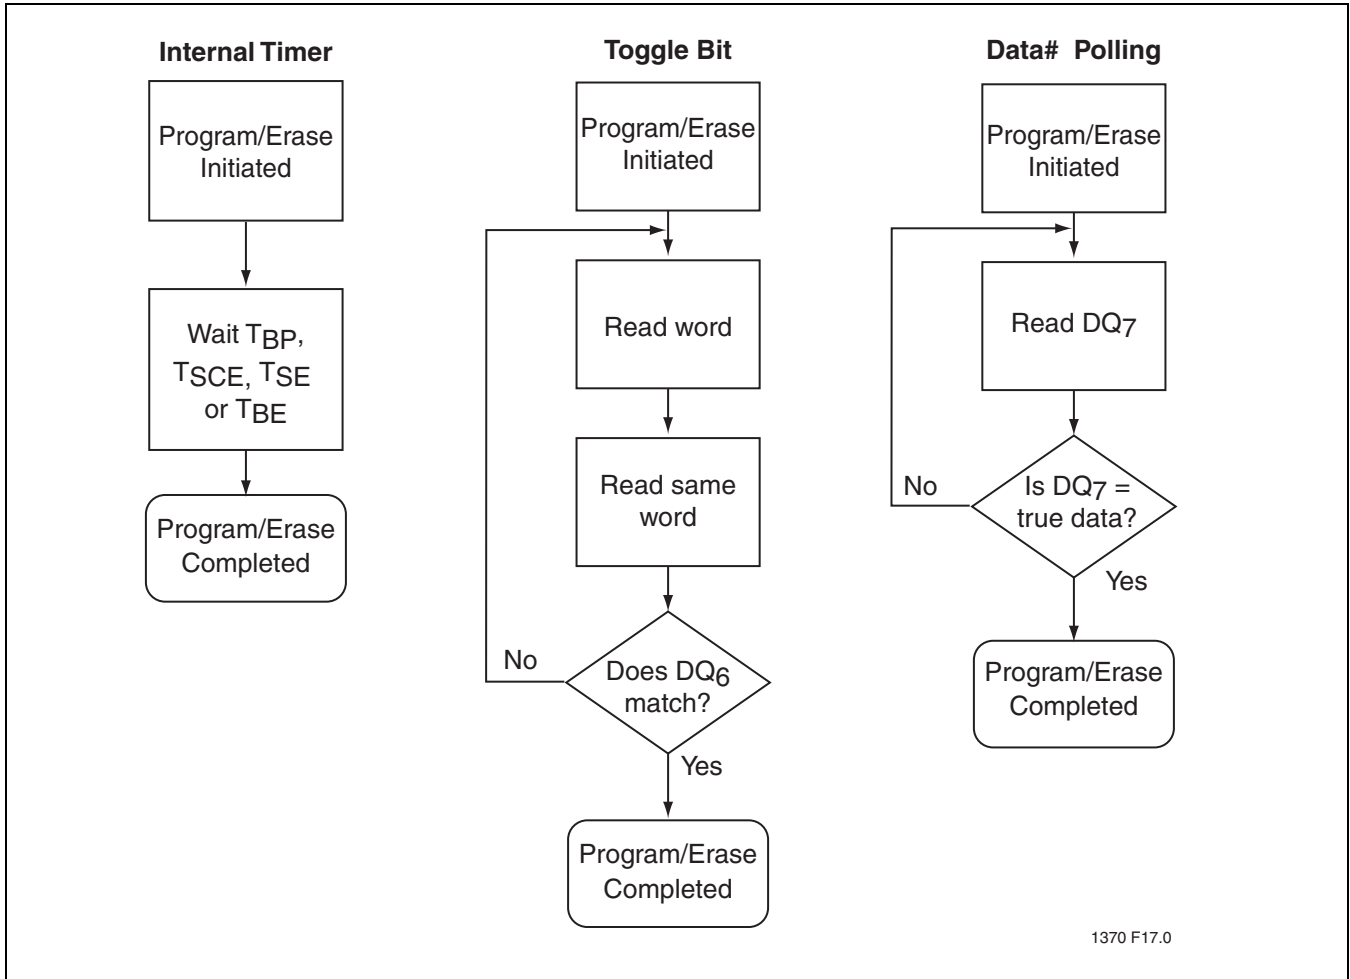 Internal Timer
Program/Erase
Initiated
Wait TBP,
TSCE, TSE
or TBE
Program/Erase
Completed
Toggle Bit
Program/Erase
Initiated
Read word
Read same
word
Does DQ6
match?
No
Yes
Program/Erase
Completed
Data# Polling
Program/Erase
Initiated
Read DQ7
Is DQ7 =
true data?
No
Yes
Program/Erase
Completed
1370 F17.0